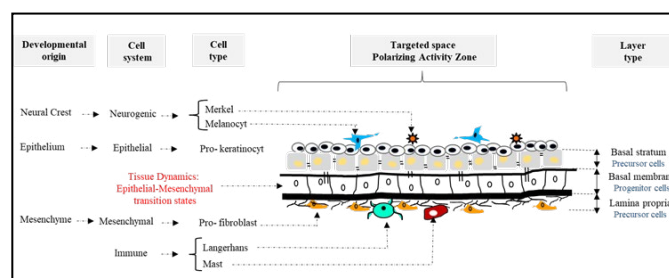 Developmental origin
Cell system
Cell type
Targeted space
Polarizing Activity Zone
Layer type
Neural Crest
Neurogenic
Merkel
Melanocyt
Epithelium
Epithelial
Pro- keratinocyt
Basal stratum
Precursor cells
Tissue Dynamics:
Epithelial-Mesenchymal
transition states
Basal membran
Progenitor cells
Mesenchyme
Mesenchymal
Pro- fibroblast
Lamina propria
Precursor cells
Immune
Langerhans
Mast